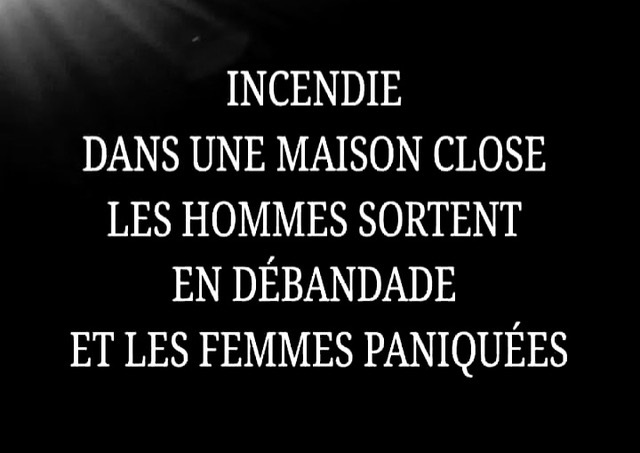 INCENDIE
DANS UNE MAISON CLOSE
LES HOMMES SORTENT
EN DÉBANDADE
ET LES FEMMES PANIQUÉES